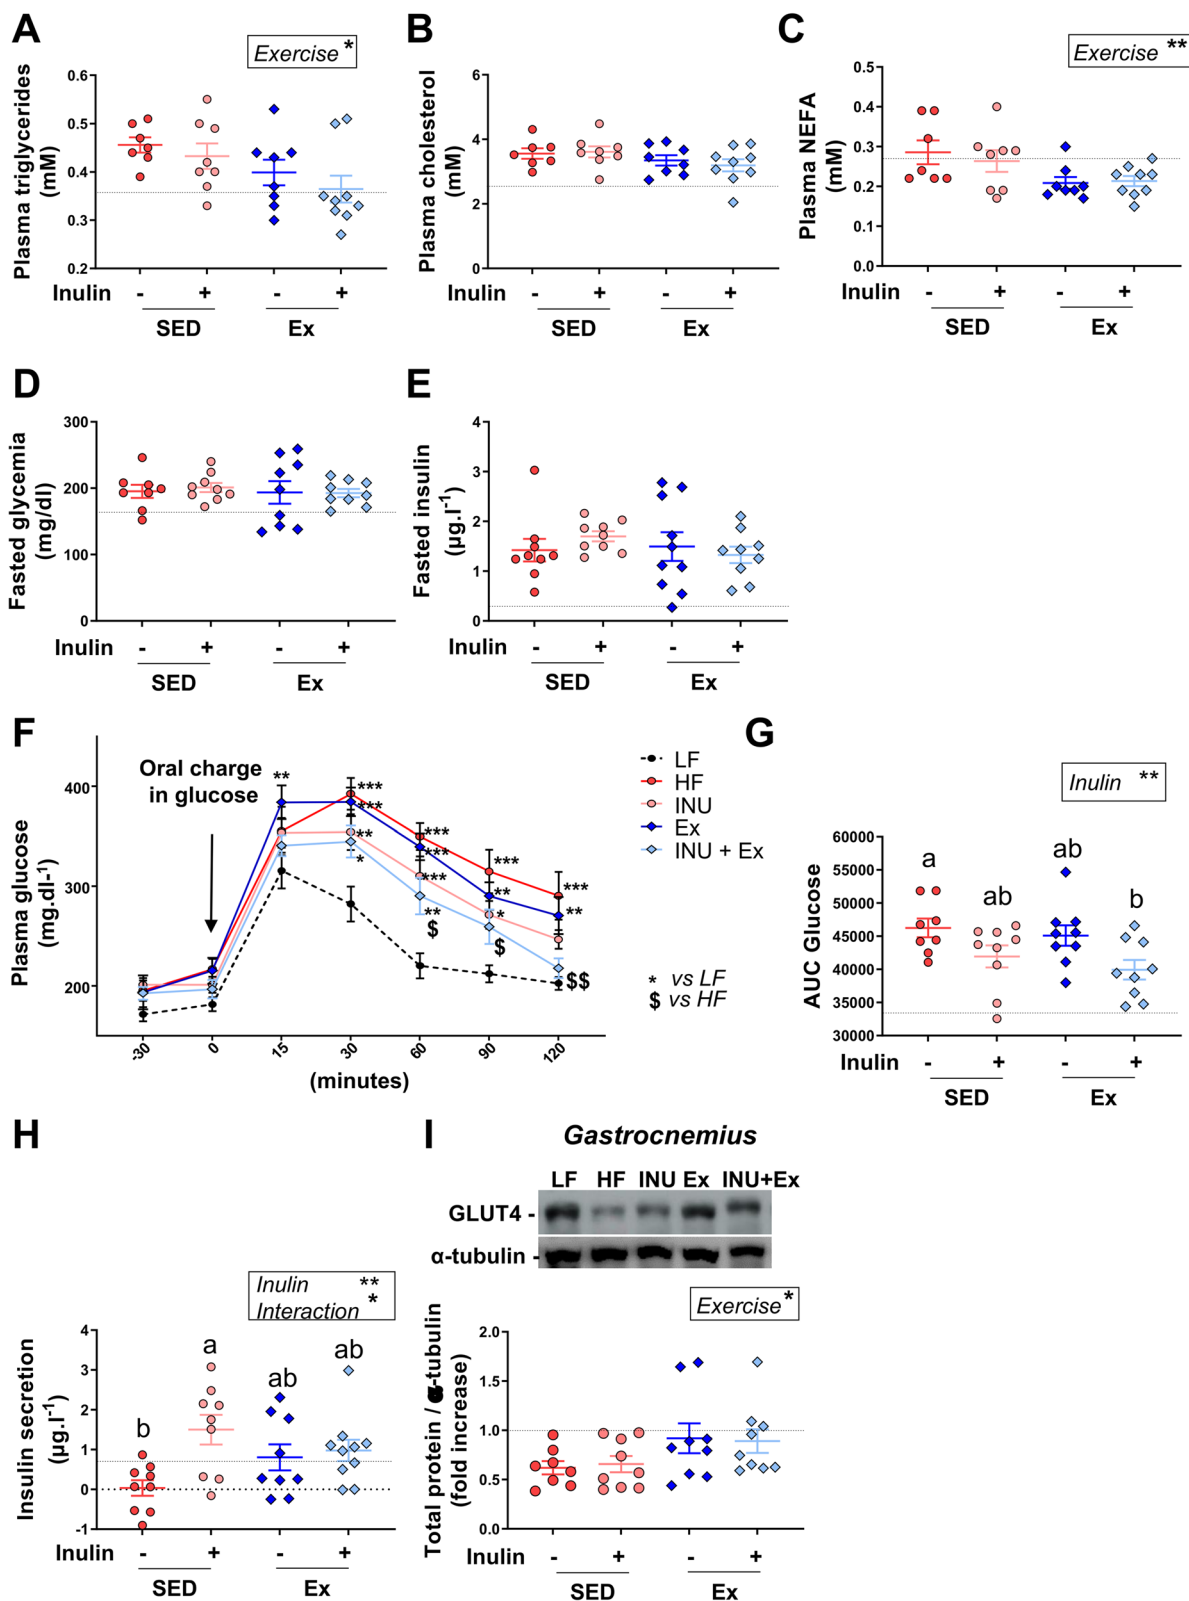 A
Exercise *
Plasma triglycerides
(mM)
0.6
0.5
0.4
0.3
0.2
Inulin - + - +
SED Ex
B
Plasma cholesterol
(mM)
6
4
2
0
Inulin - + - +
SED Ex
C
Exercise **
Plasma NEFA
(mM)
0.5
0.4
0.3
0.2
0.1
0.0
Inulin - + - +
SED Ex
D
Fasted glycemia
(mg/dl)
300
200
100
0
Inulin - + - +
SED Ex
E
Fasted insulin
(µg.l-1)
4
3
2
1
0
Inulin - + - +
SED Ex
F
Oral charge
in glucose
Plasma glucose
(mg.dl-1)
400
300
200
** *** *** ** * *** *** *** ** $ *** ** * $ *** ** $$
-30 0 15 30 60 90 120
(minutes)
LF
HF
INU
Ex
INU + Ex
* vs LF
$ vs HF
G
Inulin **
AUC Glucose
60000
55000
50000
45000
40000
35000
30000
a ab ab b
Inulin - + - +
SED Ex
H
Inulin **
Interaction *
Insulin secretion
(µg.l-1)
4
3
2
1
0
-1
b a ab ab
Inulin - + - +
SED Ex
I
Gastrocnemius
LF HF INU Ex INU+Ex
GLUT4 -
α-tubulin -
Exercise *
Total protein / α-tubulin
(fold increase)
2.0
1.5
1.0
0.5
0.0
Inulin - + - +
SED Ex